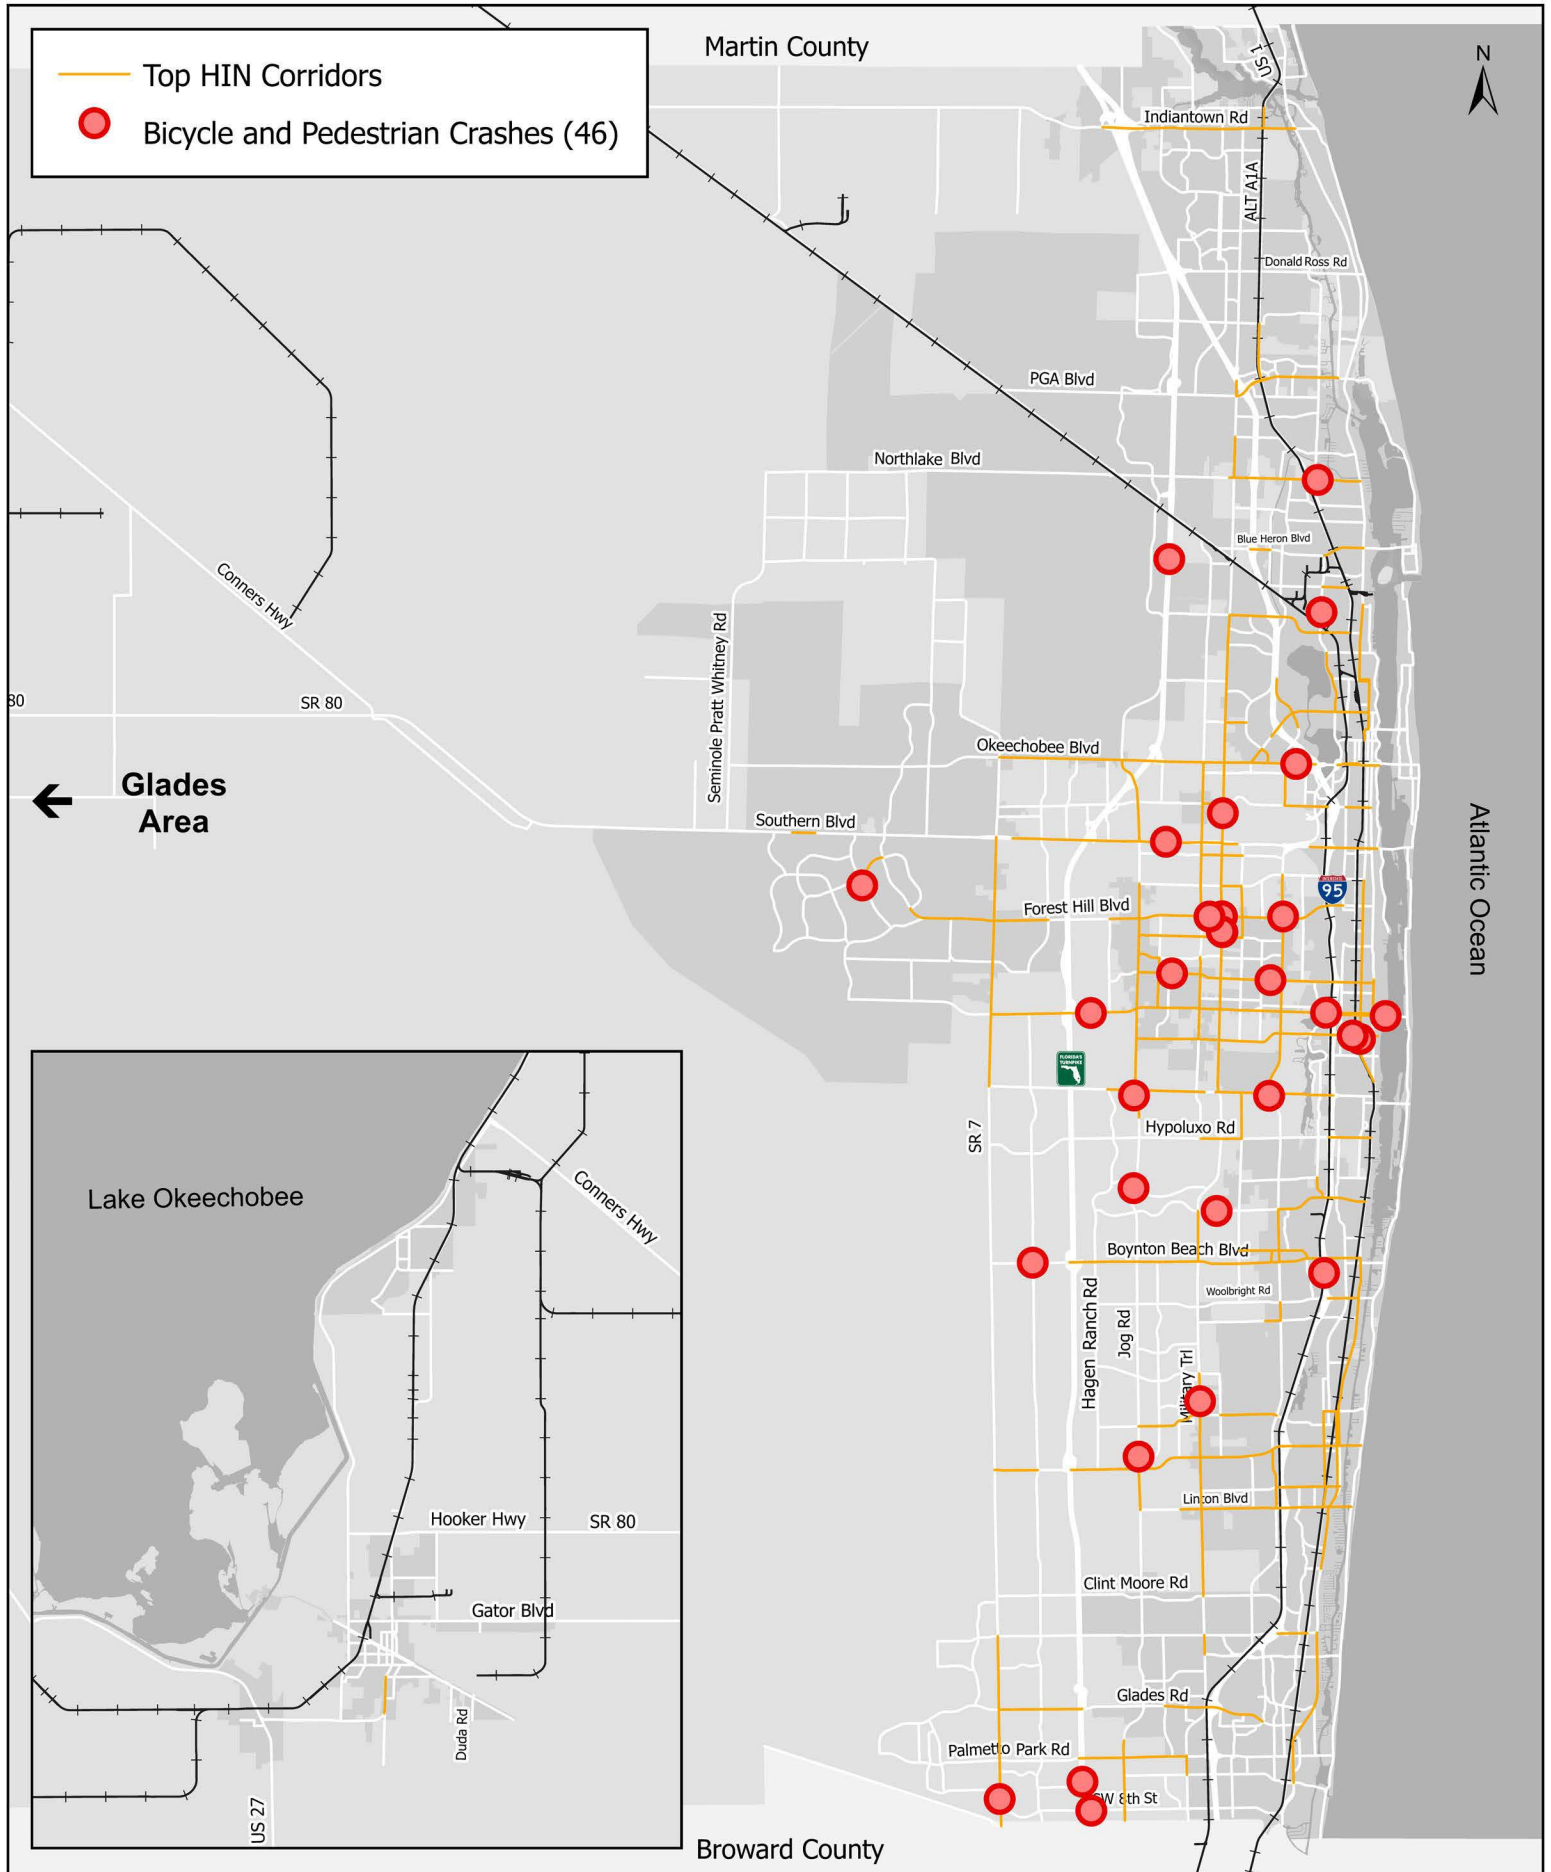 Martin County
Top HIN Corridors
Bicycle and Pedestrian Crashes (46)
N
US 1
Indiantown Rd
ALT A1A
Donald Ross Rd
PGA Blvd
Northlake Blvd
Blue Heron Blvd
Conners Hwy
Seminole Pratt Whitney Rd
80
SR 80
Okeechobee Blvd
Glades
Area
Southern Blvd
Atlantic Ocean
95
Forest Hill Blvd
FLORIDA'S
TURNPIKE
SR 7
Hypoluxo Rd
Lake Okeechobee
Conners Hwy
Boynton Beach Blvd
Woolbright Rd
Hagen Ranch Rd
Jog Rd
Military Trl
Linton Blvd
Hooker Hwy
SR 80
Clint Moore Rd
Gator Blvd
Glades Rd
Duda Rd
Palmetto Park Rd
SW 8th St
US 27
Broward County